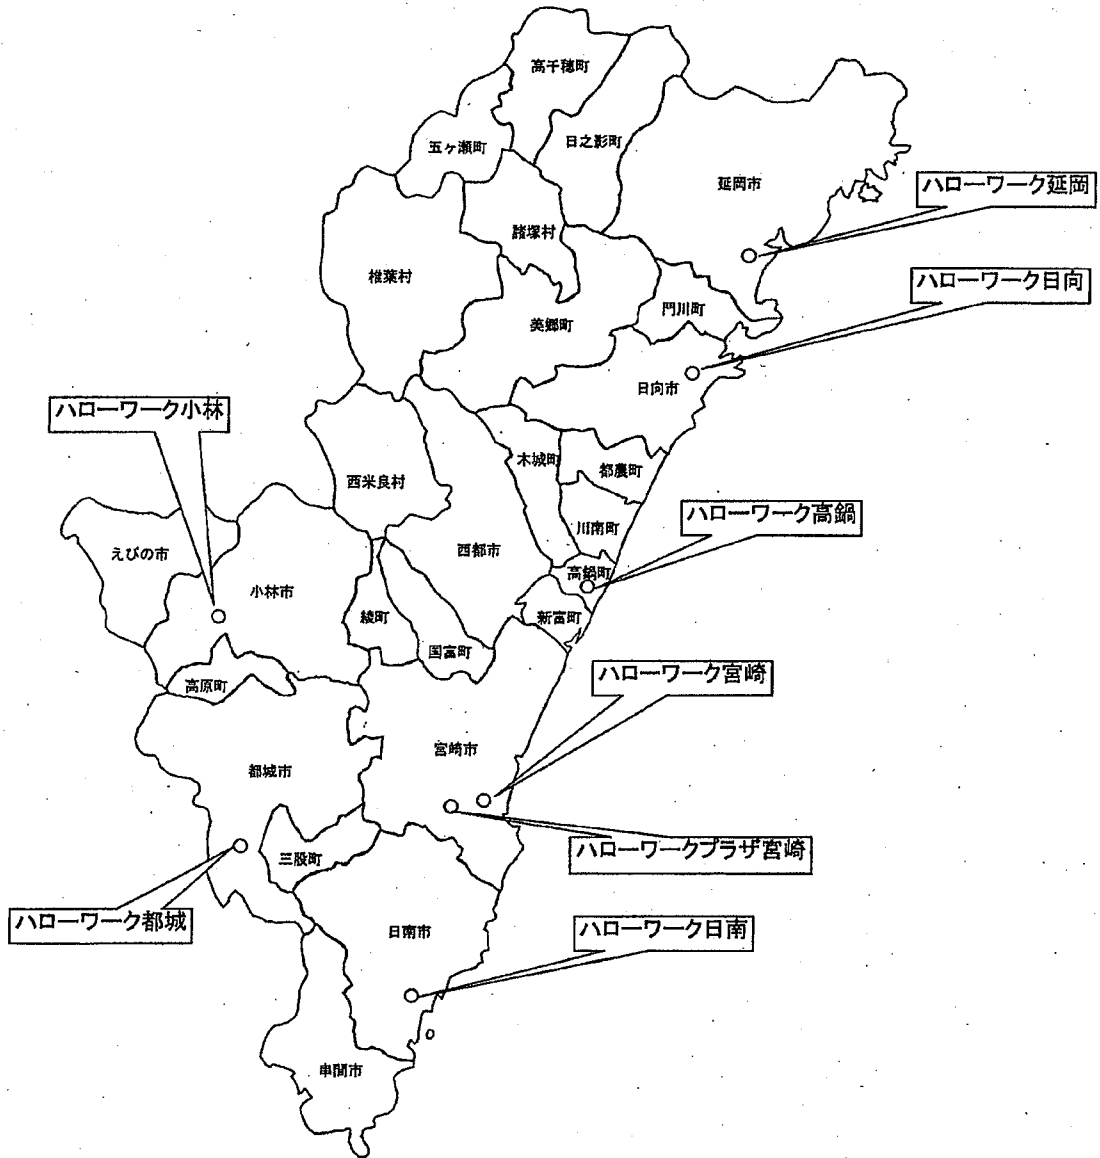 高千穂町
五ヶ瀬町
日之影町
延岡市
ハローワーク延岡
諸塚村
椎葉村
ハローワーク日向
門川町
美郷町
日向市
ハローワーク小林
木城町
都農町
西米良村
ハローワーク高鍋
川南町
えびの市
西都市
高鍋町
小林市
綾町
新富町
国富町
ハローワーク宮崎
高原町
宮崎市
都城市
ハローワークプラザ宮崎
三股町
ハローワーク都城
日南市
ハローワーク日南
串間市